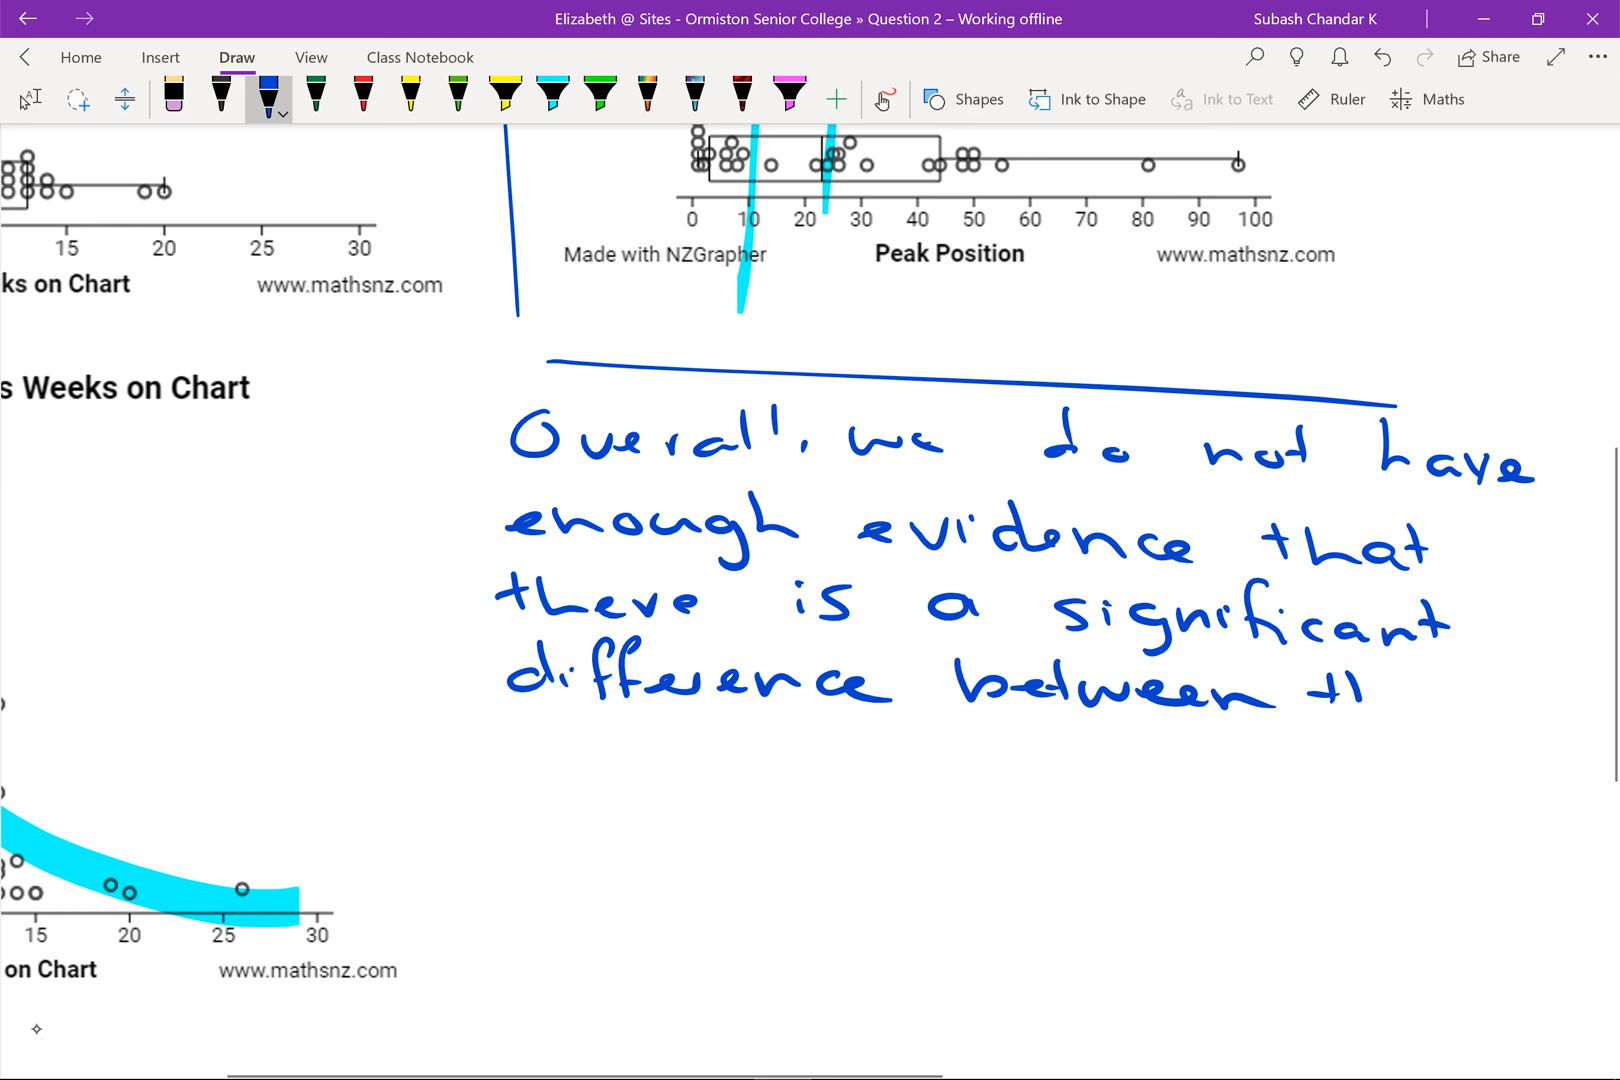 Elizabeth @ Sites - Ormiston Senior College » Question 2 – Working offline
Subash Chandar K
Home Insert Draw View Class Notebook
Share
Shapes Ink to Shape Ink to Text Ruler Maths
15 20 25 30
ks on Chart www.mathsnz.com
0 10 20 30 40 50 60 70 80 90 100
Made with NZGrapher Peak Position www.mathsnz.com
s Weeks on Chart
Overall, we do not have
enough evidence that
there is a significant
difference between th
15 20 25 30
on Chart www.mathsnz.com